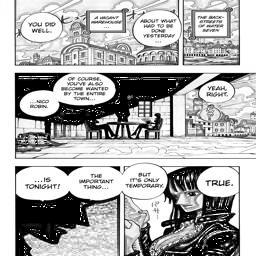 THE BACK-
STREETS
OF WATER
SEVEN
ABOUT WHAT
HAD TO BE
DONE
YESTERDAY
...
A VACANT
WAREHOUSE
YOU DID
WELL.
YEAH,
RIGHT.
OF COURSE,
YOU'VE ALSO
BECOME WANTED
BY THE ENTIRE
TOWN...
...NICO
ROBIN.
TRUE.
BUT
IT'S ONLY
TEMPORARY.
THE
IMPORTANT
THING...
...IS
TONIGHT!